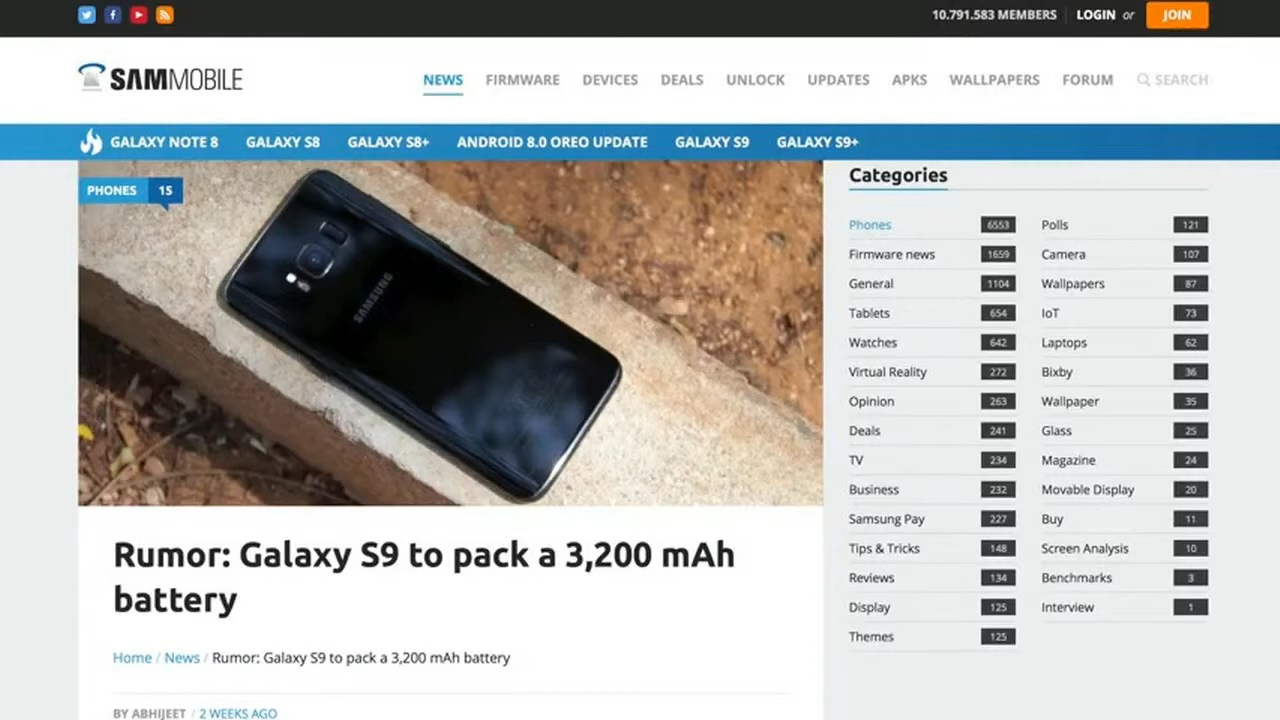 10.791.583 MEMBERS LOGIN or JOIN
SAMMOBILE NEWS FIRMWARE DEVICES DEALS UNLOCK UPDATES APKS WALLPAPERS FORUM SEARCH
GALAXY NOTE 8 GALAXY S8 GALAXY S8+ ANDROID 8.0 OREO UPDATE GALAXY S9 GALAXY S9+
PHONES 15
SAMSUNG
Rumor: Galaxy S9 to pack a 3,200 mAh
battery
Home / News / Rumor: Galaxy S9 to pack a 3,200 mAh battery
BY ABHIJEET / 2 WEEKS AGO
Categories
Phones 6553
Firmware news 1659
General 1104
Tablets 654
Watches 642
Virtual Reality 272
Opinion 263
Deals 241
TV 234
Business 232
Samsung Pay 227
Tips & Tricks 148
Reviews 134
Display 125
Themes 125
Polls 121
Camera 107
Wallpapers 87
IoT 73
Laptops 62
Bixby 36
Wallpaper 35
Glass 25
Magazine 24
Movable Display 20
Buy 11
Screen Analysis 10
Benchmarks 3
Interview 1